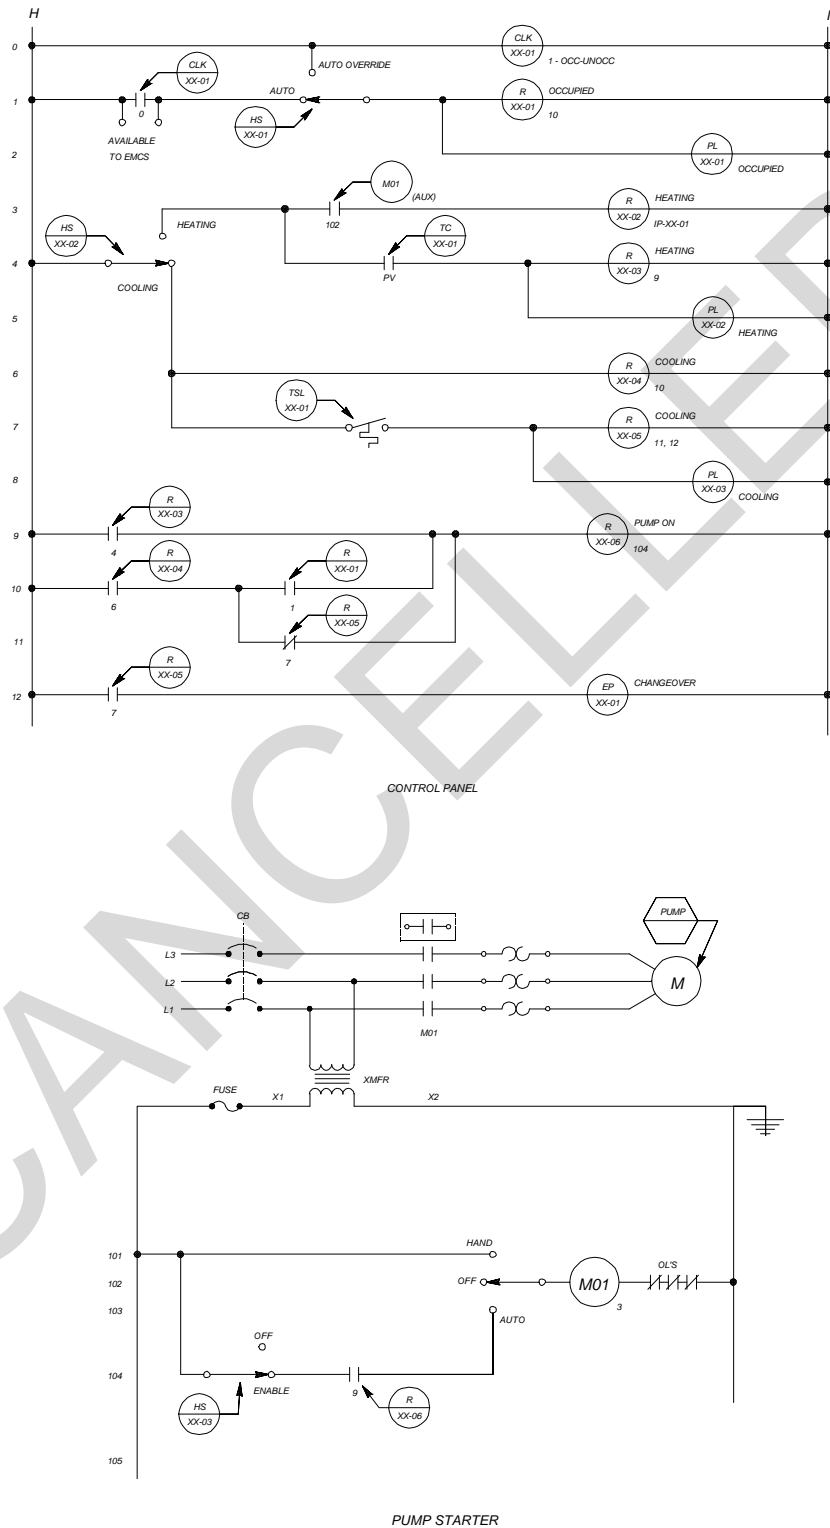 H
I
0
CLK
XX-01
1 - OCC-UNOCC
CLK
XX-01
AUTO OVERRIDE
1
AUTO
R
XX-01
OCCUPIED
10
0
HS
XX-01
AVAILABLE
TO EMCS
2
PL
XX-01
OCCUPIED
M01
(AUX)
3
HEATING
102
R
XX-02
HEATING
IP-XX-01
HS
XX-02
TC
XX-01
4
COOLING
PV
R
XX-03
HEATING
9
5
PL
XX-02
HEATING
6
R
XX-04
COOLING
10
TSL
XX-01
7
R
XX-05
COOLING
11, 12
8
PL
XX-03
COOLING
R
XX-03
9
4
R
XX-06
PUMP ON
104
R
XX-04
R
XX-01
10
6
1
R
XX-05
11
7
R
XX-05
12
7
EP
XX-01
CHANGEOVER
CONTROL PANEL
CANCELLED
CB
PUMP
L3
L2
M
L1
M01
XMFR
FUSE
X1
X2
101
HAND
OL'S
102
OFF
M01
3
103
AUTO
OFF
104
ENABLE
9
HS
XX-03
R
XX-06
105
PUMP STARTER